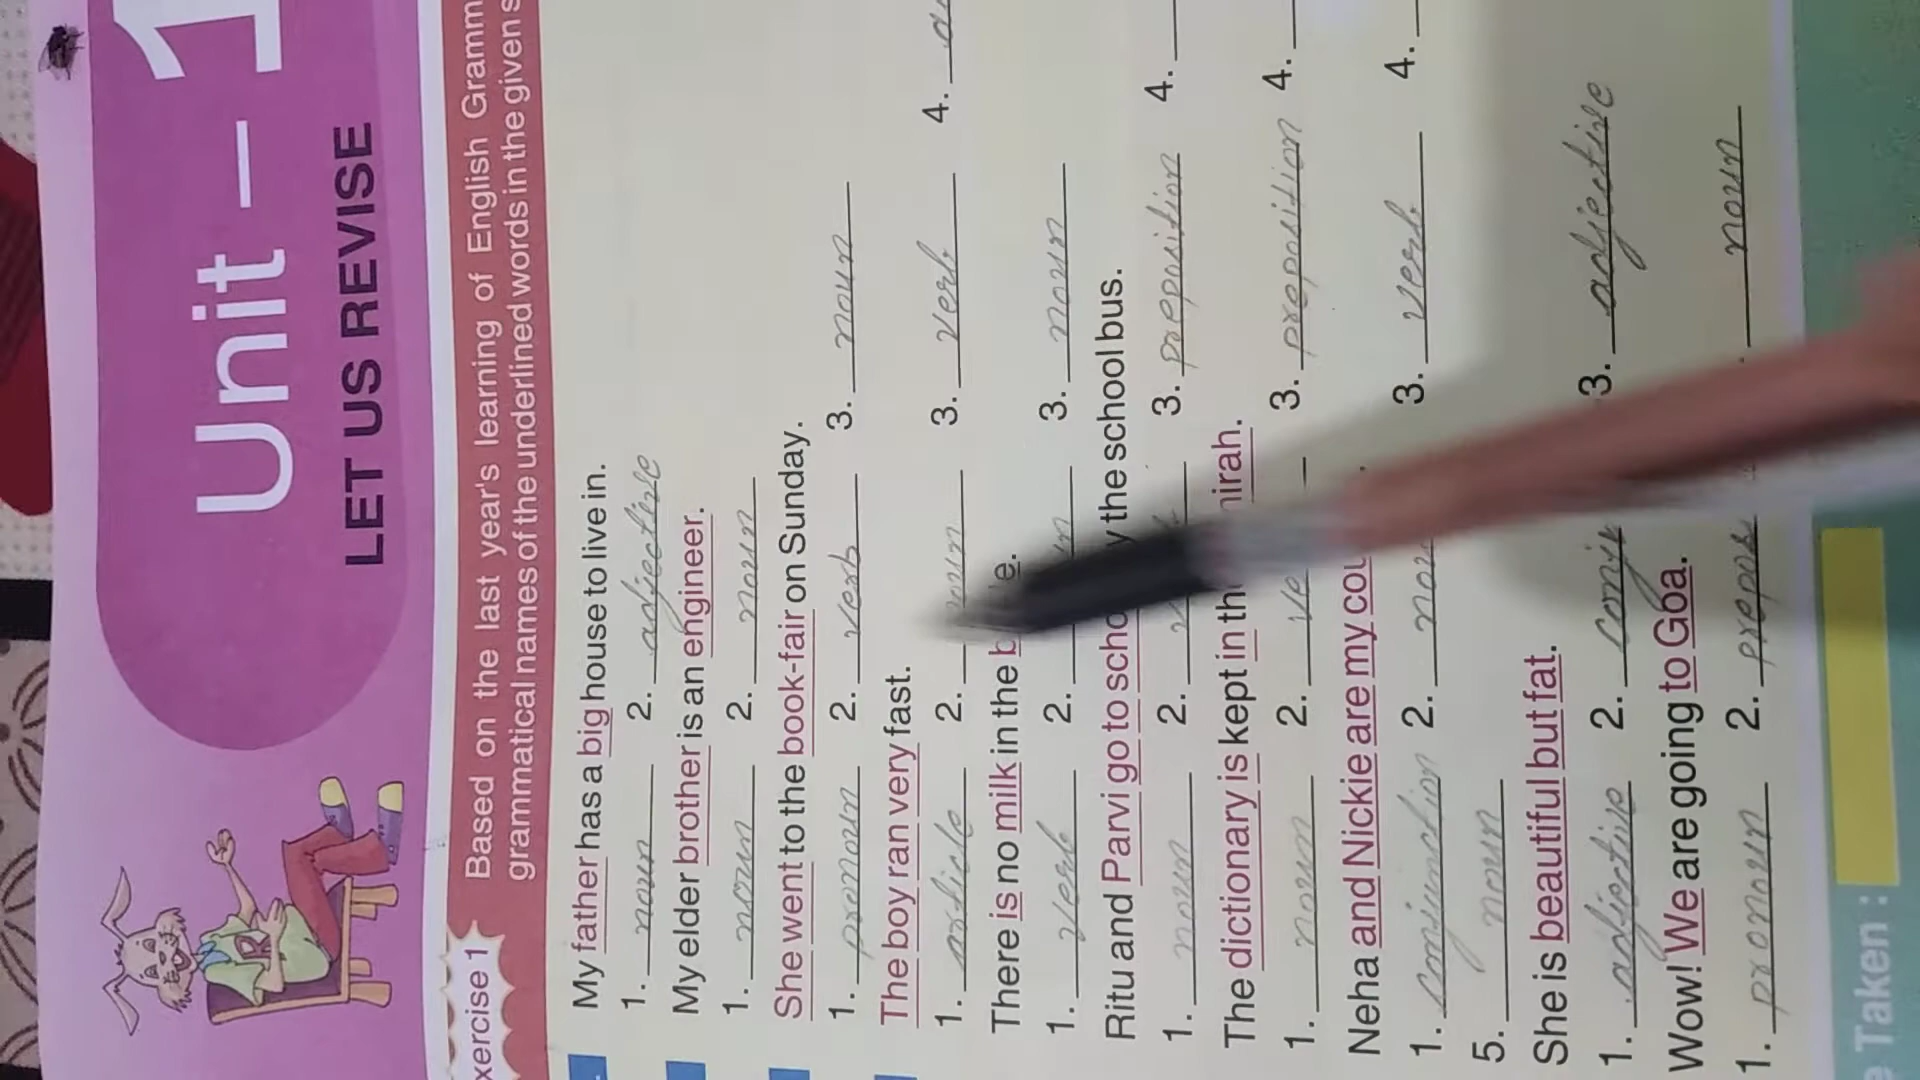 Unit – 1
LET US REVISE
xercise 1
Based on the last year's learning of English Gramm
grammatical names of the underlined words in the given s
My father has a big house to live in.
1. noun 2. adjective
My elder brother is an engineer.
1. noun 2. noun
She went to the book-fair on Sunday.
1. pronoun 2. verb 3. noun
The boy ran very fast.
1. article 2. 3. verb 4.
There is no milk in the
1. verb 2. 3. noun
Ritu and Parvi go to the school bus.
1. noun 2. 3. preposition 4.
The dictionary is kept in
1. noun 2. 3. preposition 4.
Neha and Nickie are my
1. conjunction 2. 3. verb 4.
5. noun
She is beautiful but fat.
1. adjective 2. 3. adjective
Wow! We are going to Goa.
1. pronoun 2. noun
Taken :